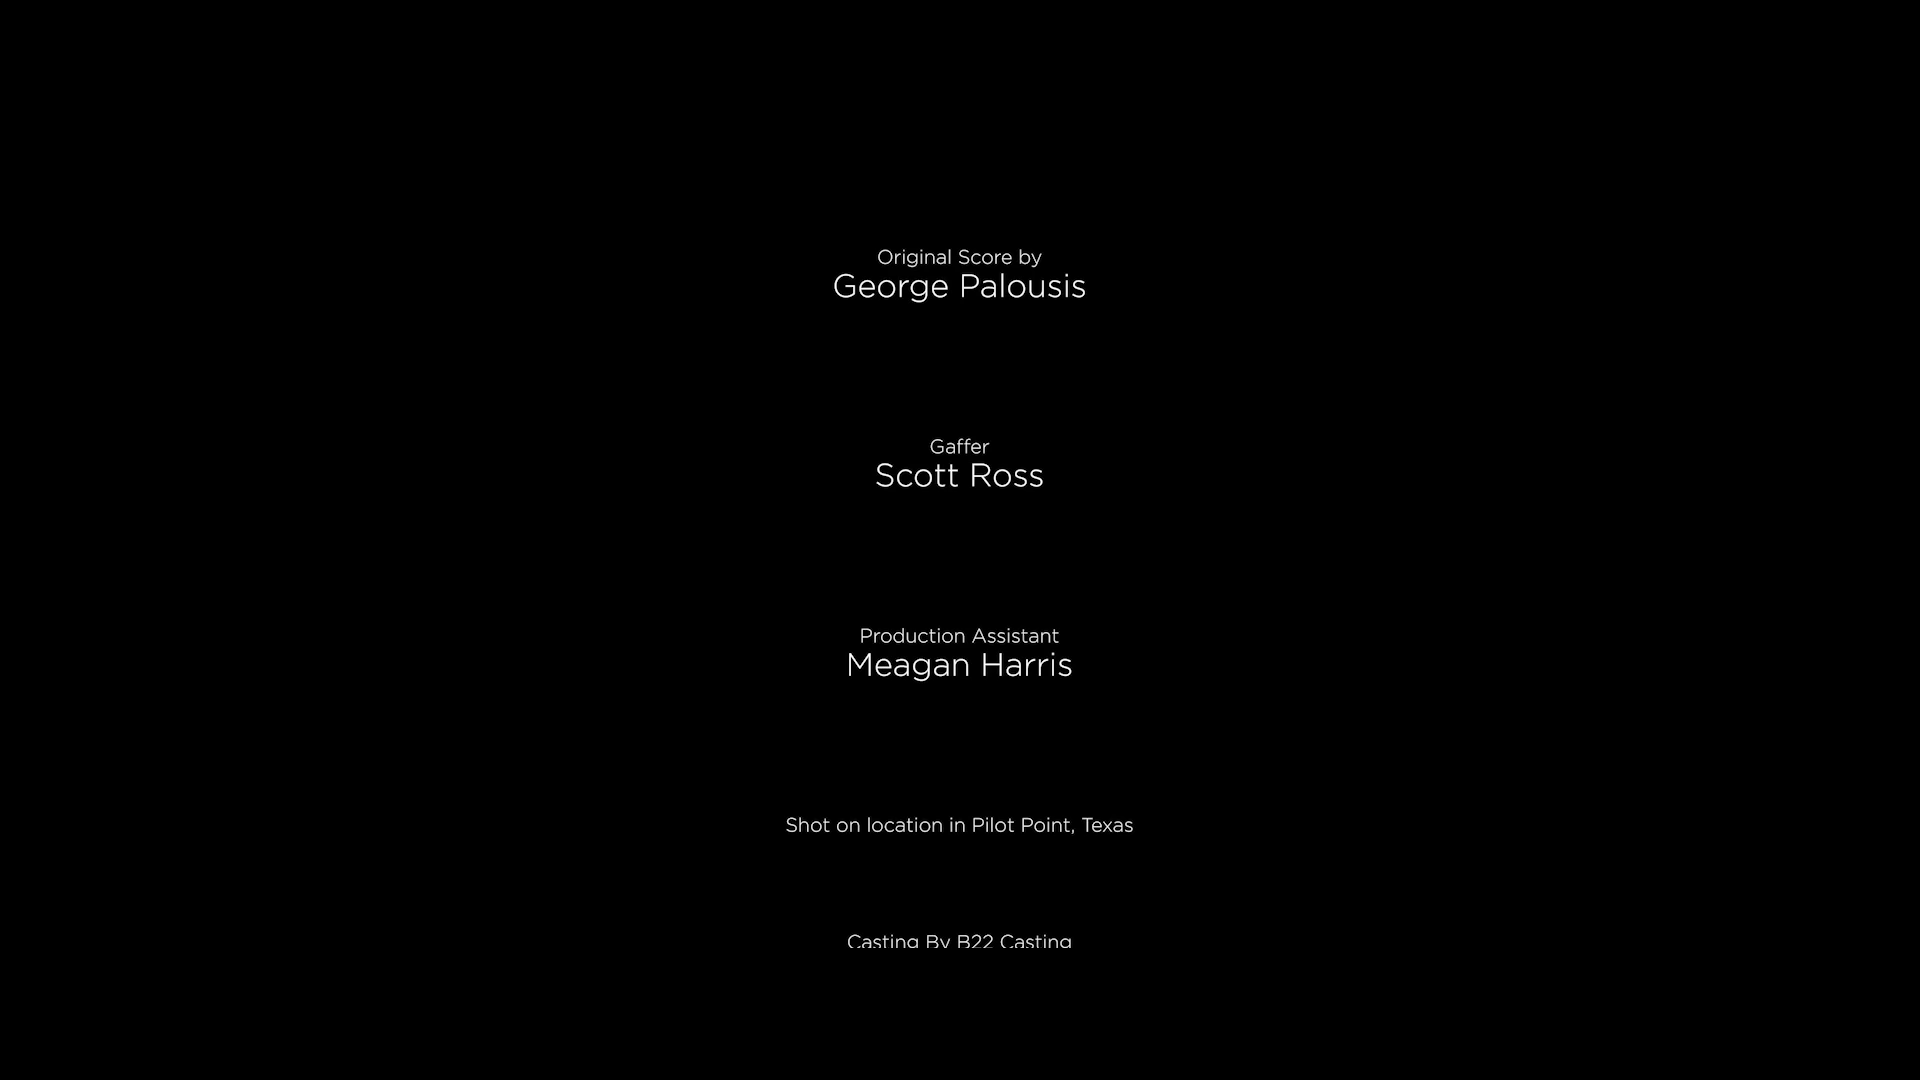 Original Score by
George Palousis
Gaffer
Scott Ross
Production Assistant
Meagan Harris
Shot on location in Pilot Point, Texas
Casting By B22 Casting